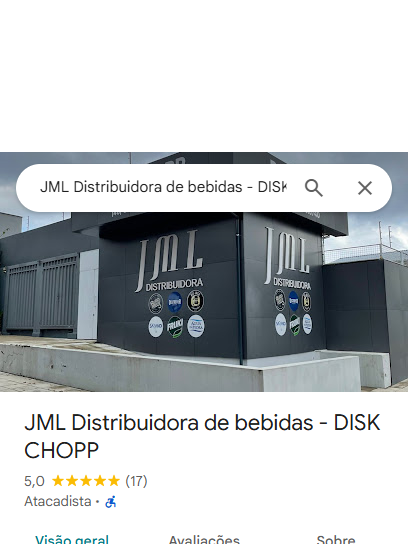 JML Distribuidora de bebidas - DISK
JML
DISTRIBUIDORA
FRUKI
JML
DISTRIBUIDORA
JML Distribuidora de bebidas - DISK
CHOPP
5,0 (17)
Atacadista •
Visão geral Avaliações Sobre